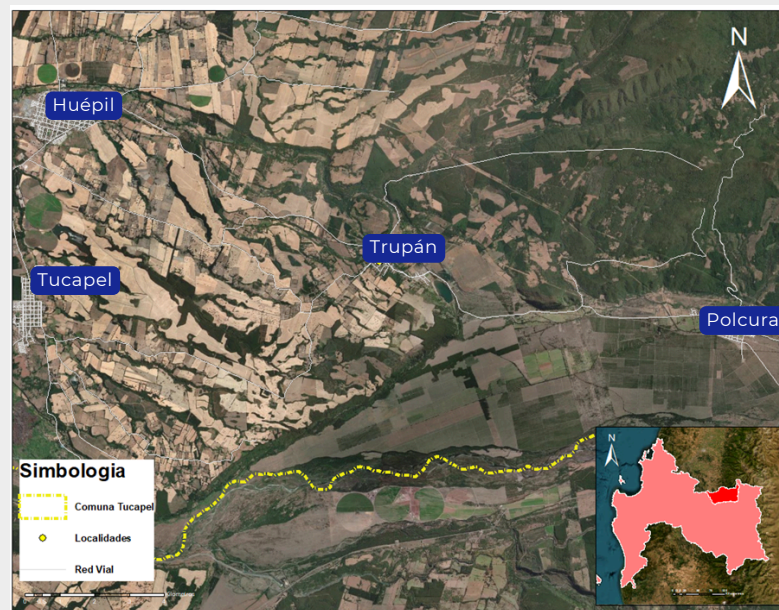 N
Huépil
Trupán
Tucapel
Polcura
Simbologia
Comuna Tucapel
Localidades
Red Vial
N